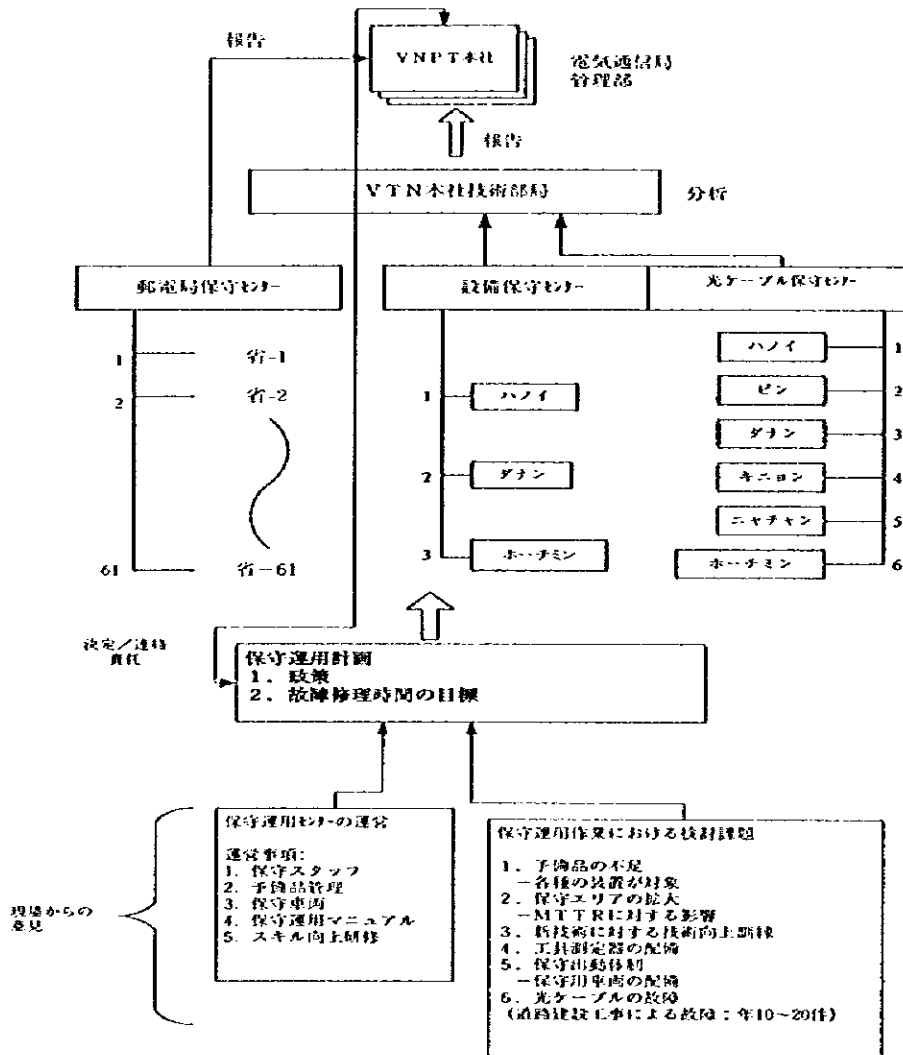 報告
VNPT本社
電気通信局
管理部
報告
VTN本社技術部局
分析
郵電局保守センター
設備保守センター
光ケーブル保守センター
1 省-1
2 省-2
61 省-61
1 ハノイ
2 ダナン
3 ホーチミン
ハノイ 1
ビン 2
ダナン 3
キニョン 4
ニャチャン 5
ホーチミン 6
決定/連絡
責任
保守運用計画
1. 政策
2. 故障修理時間の目標
現場からの
意見
保守運用センターの運営
運営事項:
1. 保守スタッフ
2. 予備品管理
3. 保守車両
4. 保守運用マニュアル
5. スキル向上研修
保守運用作業における検討課題
1. 予備品の不足
-各種の装置が対象
2. 保守エリアの拡大
-MTTRに対する影響
3. 新技術に対する技術向上訓練
4. 工具測定器の配備
5. 保守出動体制
-保守用車両の配備
6. 光ケーブルの故障
(道路建設工事による故障:年10~20件)